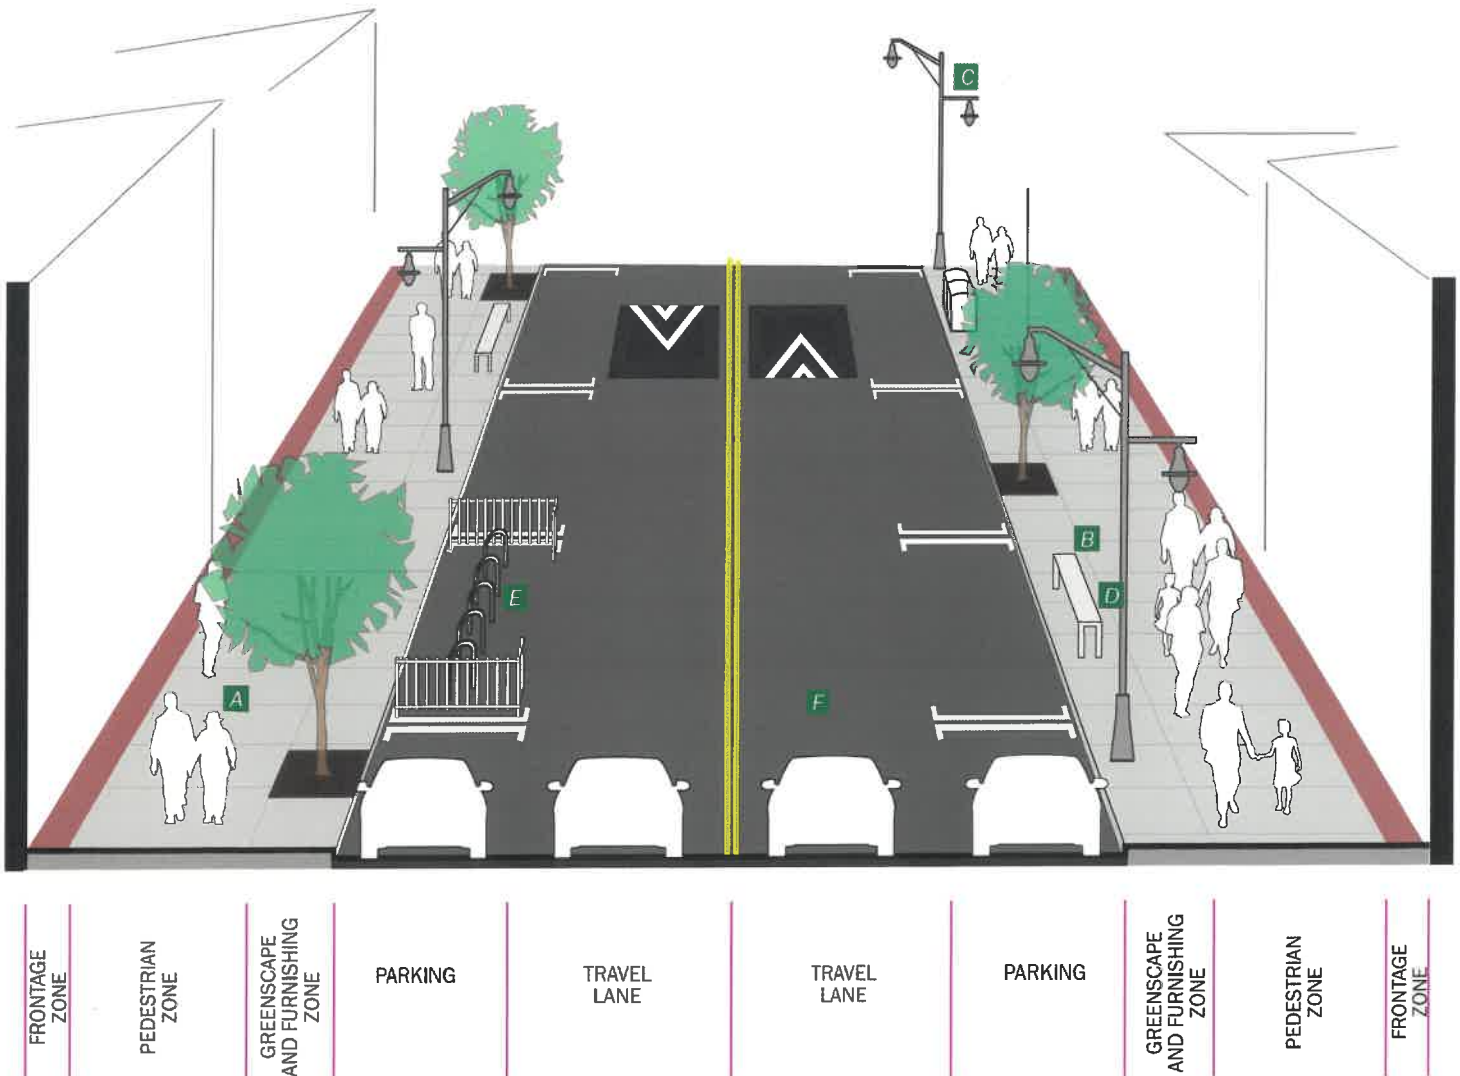 C
B
D
E
A
F
FRONTAGE
ZONE
PEDESTRIAN
ZONE
GREENSCAPE
AND FURNISHING
ZONE
PARKING
TRAVEL
LANE
TRAVEL
LANE
PARKING
GREENSCAPE
AND FURNISHING
ZONE
PEDESTRIAN
ZONE
FRONTAGE
ZONE